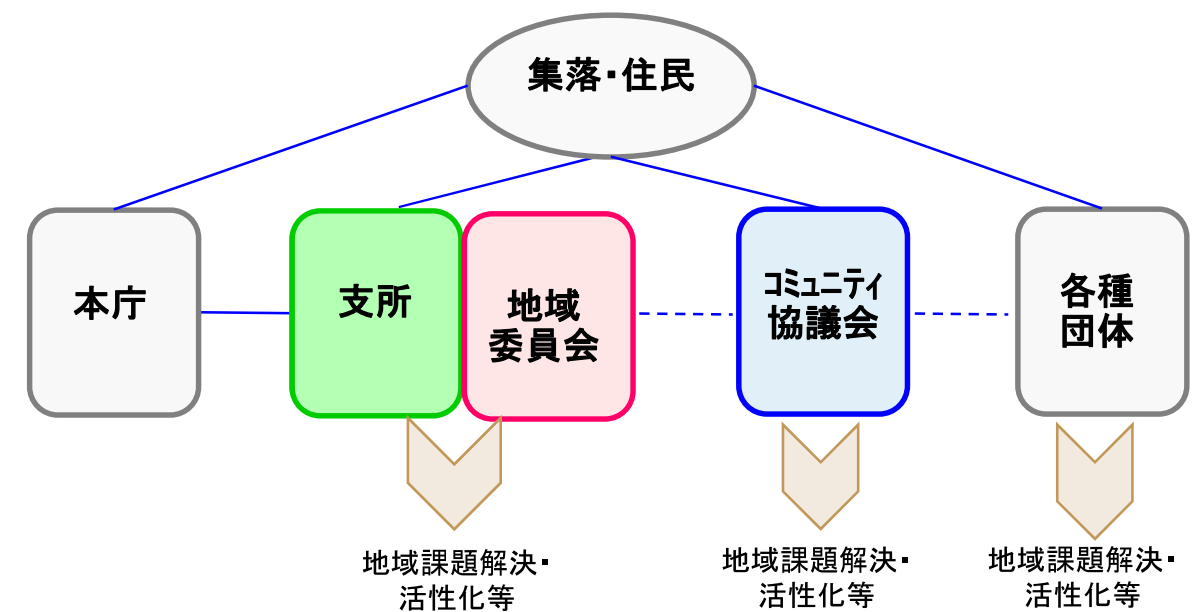 集落・住民
本庁
支所
地域
委員会
コミュニティ
協議会
各種
団体
地域課題解決・
活性化等
地域課題解決・
活性化等
地域課題解決・
活性化等